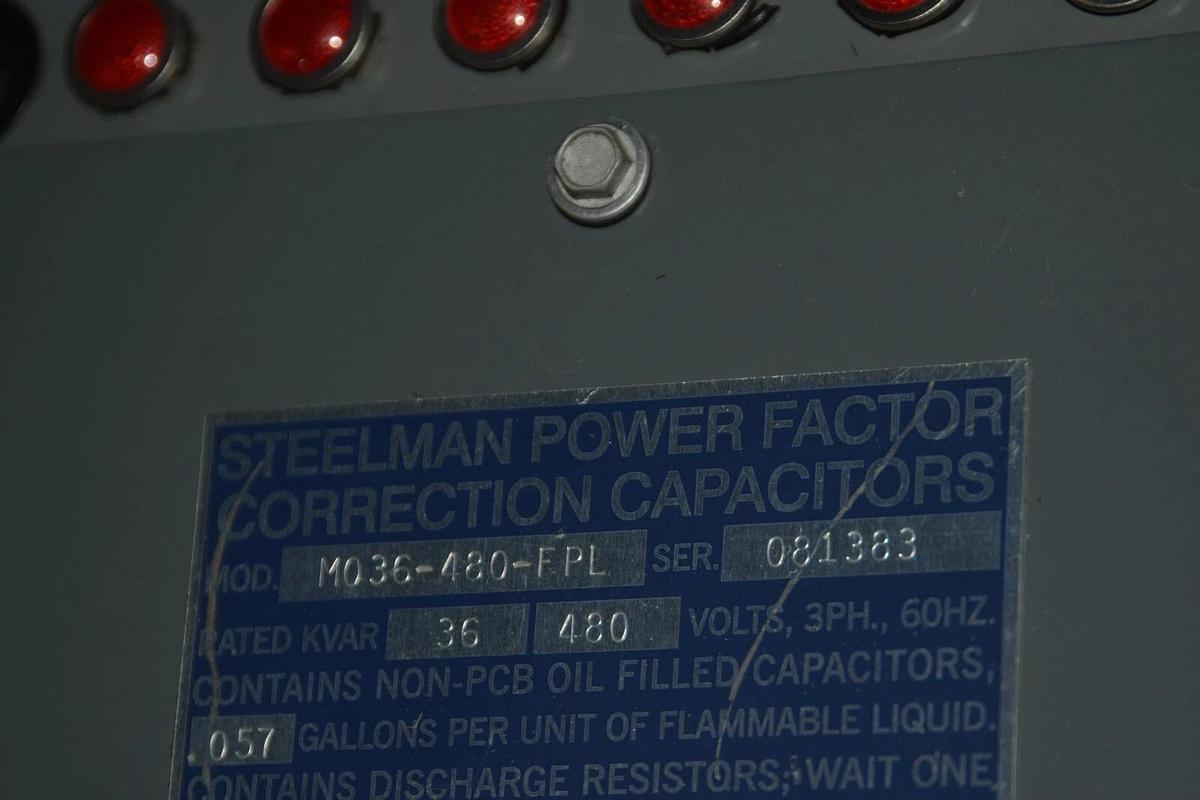 STEELMAN POWER FACTOR
CORRECTION CAPACITORS
MOD. MQ36-480-FPL SER. 081383
RATED KVAR 36 480 VOLTS, 3PH., 60HZ.
CONTAINS NON-PCB OIL FILLED CAPACITORS,
.057 GALLONS PER UNIT OF FLAMMABLE LIQUID.
CONTAINS DISCHARGE RESISTORS; WAIT ONE